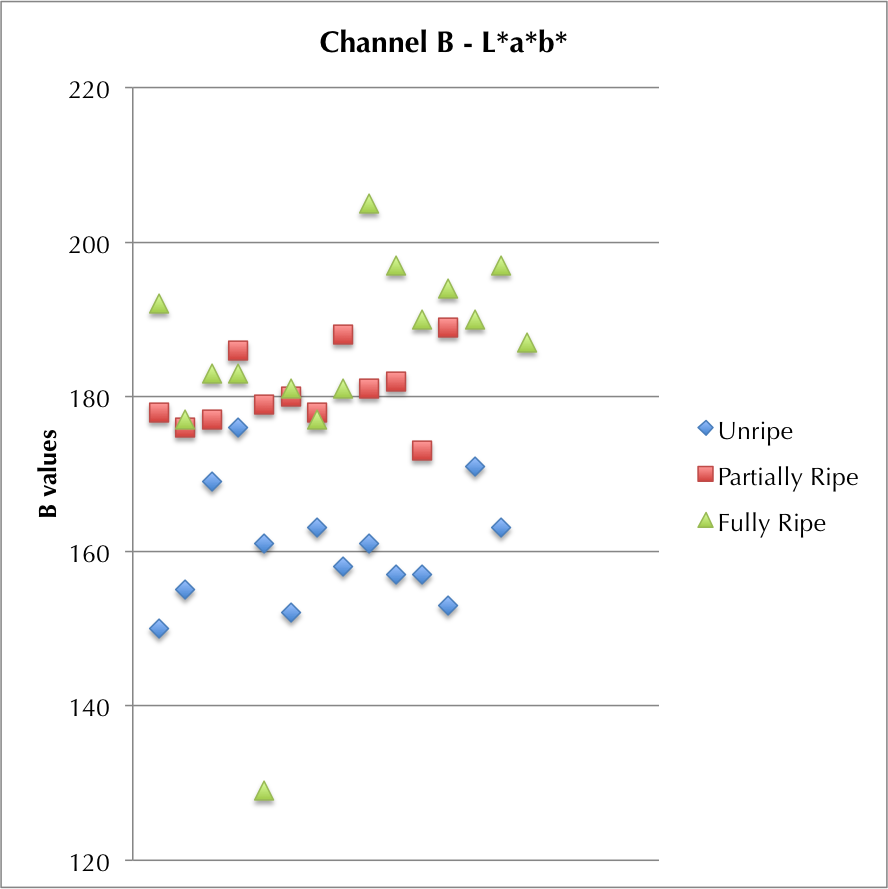 Channel B - L*a*b*
220
200
180
160
140
120
B values
Unripe
Partially Ripe
Fully Ripe